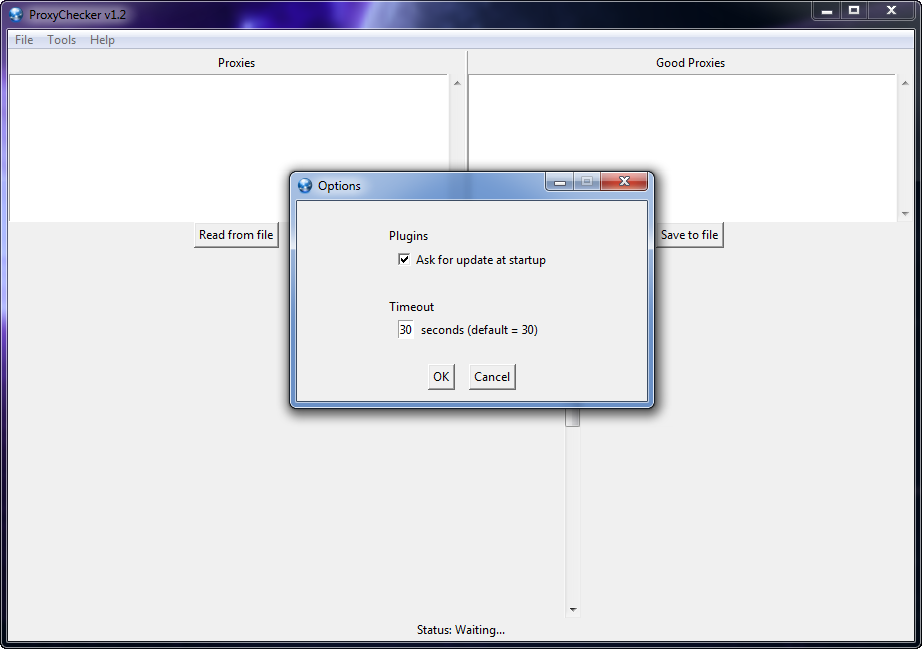 ProxyChecker v1.2
File Tools Help
Proxies
Good Proxies
Read from file
Save to file
Options
Plugins
Ask for update at startup
Timeout
30 seconds (default = 30)
OK Cancel
Status: Waiting...